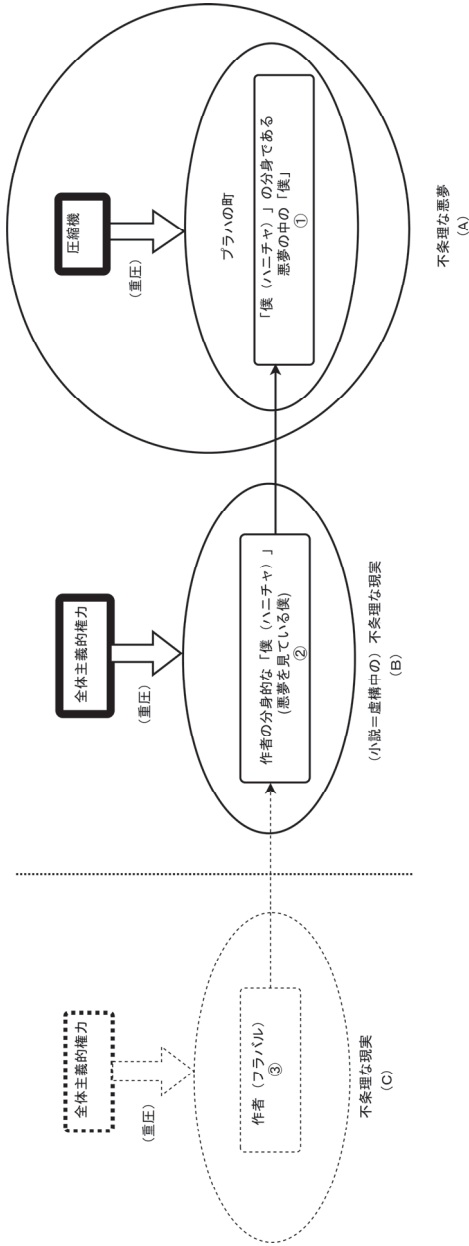 全体主義的権力
(重圧)
作者(フラバル)
③
不条理な現実
(C)
全体主義的権力
(重圧)
作者の分身的な「僕(ハニチャ)」
(悪夢を見ている僕)
②
(小説=虚構中の)不条理な現実
(B)
圧縮機
(重圧)
プラハの町
「僕(ハニチャ)」の分身である
悪夢の中の「僕」
①
不条理な悪夢
(A)